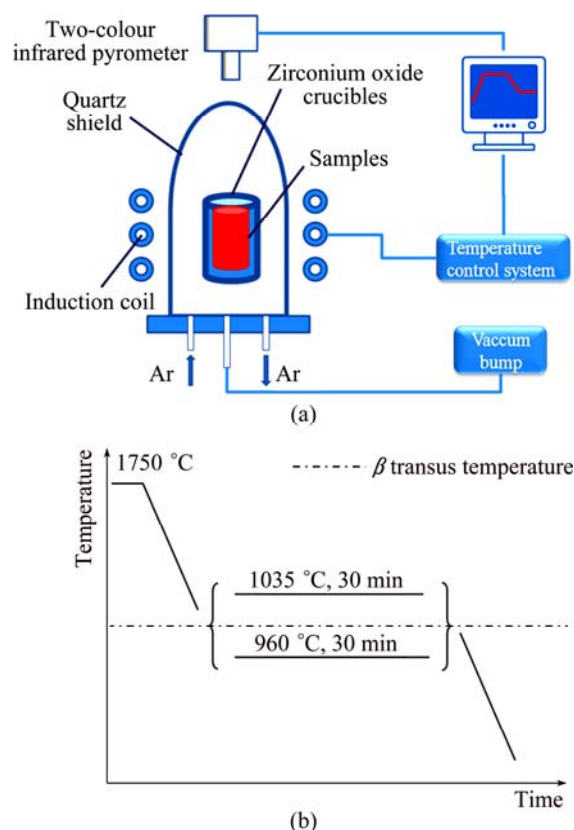 (a)
Two-colour
infrared pyrometer
Zirconium oxide
crucibles
Quartz
shield
Samples
Induction coil
Temperature
control system
Vaccum
bump
Ar
Ar
(a)
Temperature
1750 °C
β transus temperature
1035 °C, 30 min
960 °C, 30 min
Time
(b)